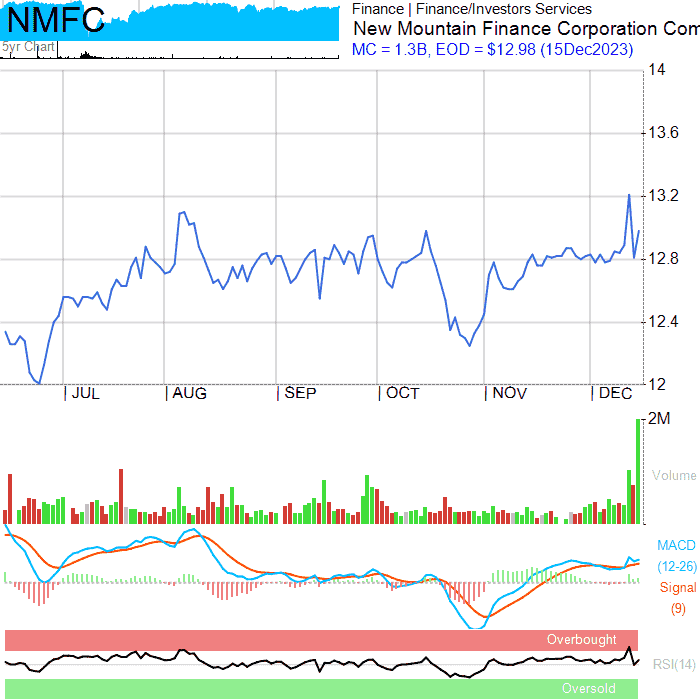 NMFC
5yr Chart
Finance | Finance/Investors Services
New Mountain Finance Corporation Com
MC = 1.3B, EOD = $12.98 (15Dec2023)
14
13.6
13.2
12.8
12.4
12
JUL AUG SEP OCT NOV DEC
2M
Volume
MACD
(12-26)
Signal
(9)
Overbought
RSI(14)
Oversold